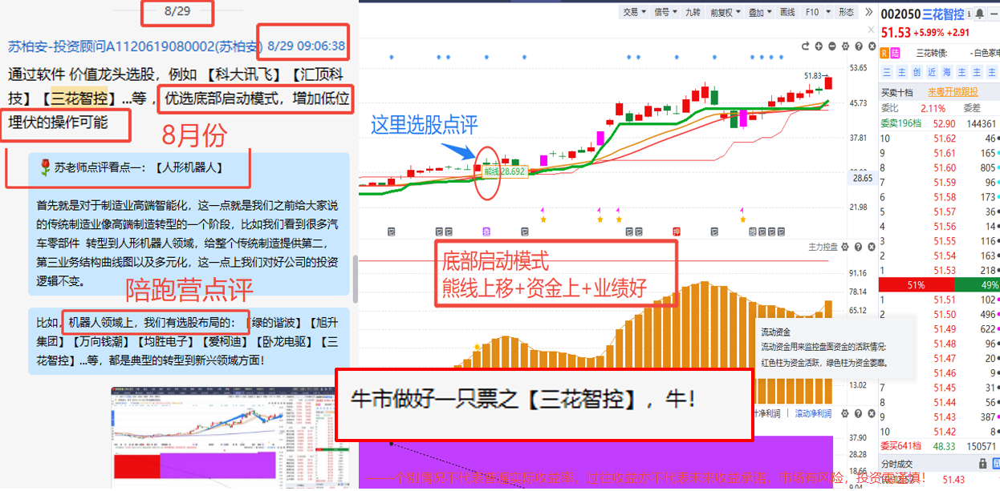 8/29
苏柏安-投资顾问A1120619080002(苏柏安) 8/29 09:06:38
通过软件 价值龙头选股，例如 【科大讯飞】【汇顶科
技】【三花智控】...等，优选底部启动模式，增加低位
埋伏的操作可能
8月份
苏老师点评看点一：【人形机器人】
首先就是对于制造业高端智能化，这一点就是我们之前给大家说
的传统制造业像高端制造转型的一个阶段，比如我们看到很多汽
车零部件 转型到人形机器人领域，给整个传统制造提供第二，
第三业务结构曲线图以及多元化，这一点上我们对好公司的投资
逻辑不变。
陪跑营点评
比如，机器人领域上，我们有选股布局的：【绿的谐波】【旭升
集团】【万向钱潮】【均胜电子】【爱柯迪】【卧龙电驱】【三
花智控】...等，都是典型的转型到新兴领域方面！
交易 信号 九转 前复权 叠加 画线 F10 形态
51.83
53.65
45.73
37.81
28.65
21.98
这里选股点评
熊线28.692
主力控盘
底部启动模式
熊线上移+资金上+业绩好
91.16
78.14
65.12
13.02
流动资金
流动资金用来监控盘面资金的活跃情况;
红色柱为资金活跃，绿色柱为资金萎靡。
牛市做好一只票之【三花智控】，牛！
净利润 滚动净利润
37.90
28.28
18.66
9.04
002050 三花智控
51.53 +5.99% +2.91
R 陆 三花转债: -白色家电
三 主 创 近 海 主 主 主
买卖十档 来粤开做跟投
委比 2.11% 委差
委卖196档 52.90 144361
10 51.62 46
9 51.61 165
8 51.60 805
7 51.59 96
6 51.58 173
5 51.57 36
4 51.56 14
3 51.55 116
2 51.54 163
1 51.53 218
51% 49%
1 51.51 102
2 51.50 496
3 51.49 622
4 51.48 96
5 51.47 20
6 51.46 9
7 51.45 31
8 51.44 56
9 51.43 387
10 51.42 8
委买641档 48.33 150571
分时成交
51.43
个别情况不代表达成实际收益率，过往收益亦不代表未来收益承诺，市场有风险，投资需谨慎！